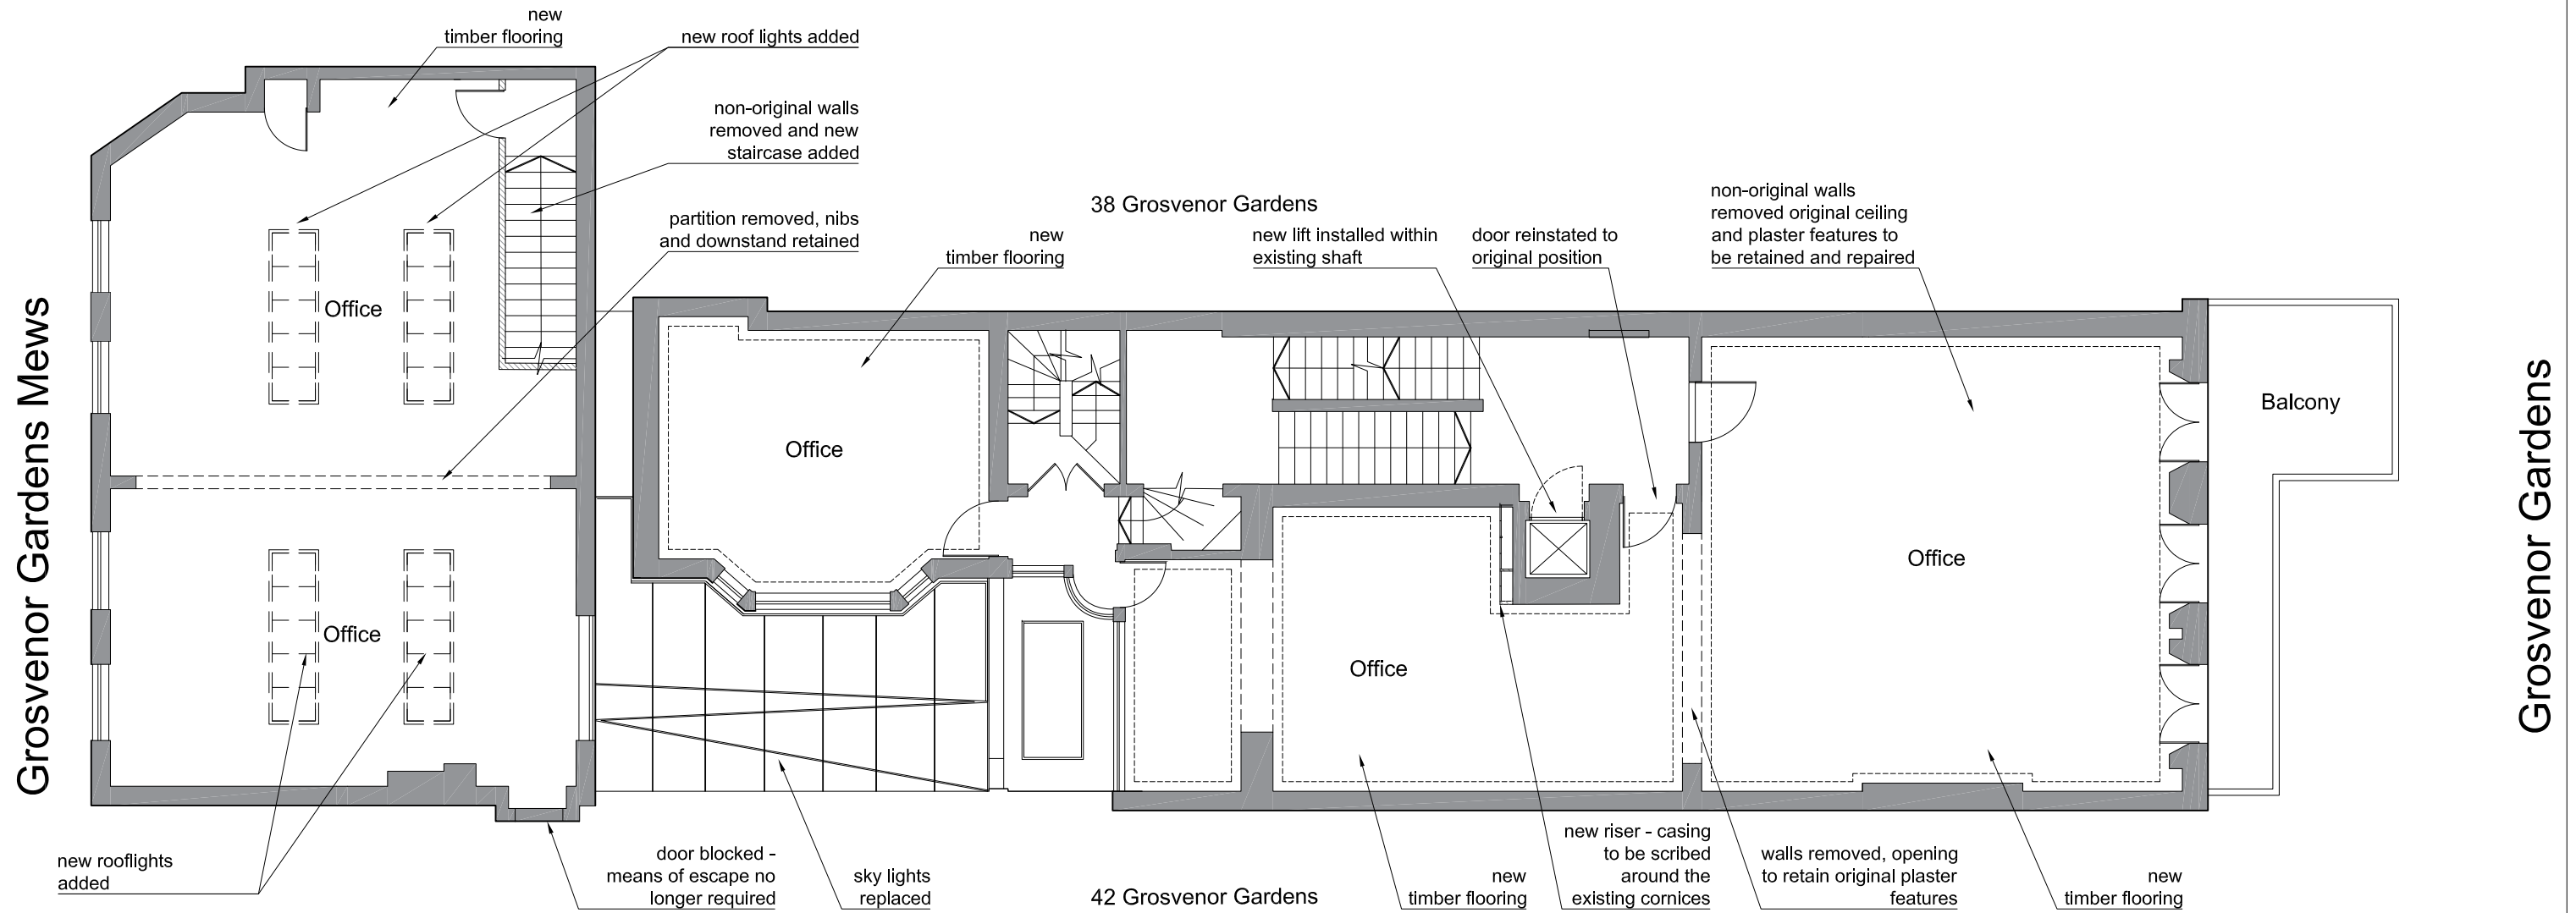 new
timber flooring
new roof lights added
non-original walls
removed and new
staircase added
partition removed, nibs
and downstand retained
38 Grosvenor Gardens
new
timber flooring
new lift installed within
existing shaft
door reinstated to
original position
non-original walls
removed original ceiling
and plaster features to
be retained and repaired
Grosvenor Gardens Mews
Office
Office
Office
Office
Office
Balcony
Grosvenor Gardens
new rooflights
added
door blocked -
means of escape no
longer required
sky lights
replaced
42 Grosvenor Gardens
new
timber flooring
new riser - casing
to be scribed
around the
existing cornices
walls removed, opening
to retain original plaster
features
new
timber flooring